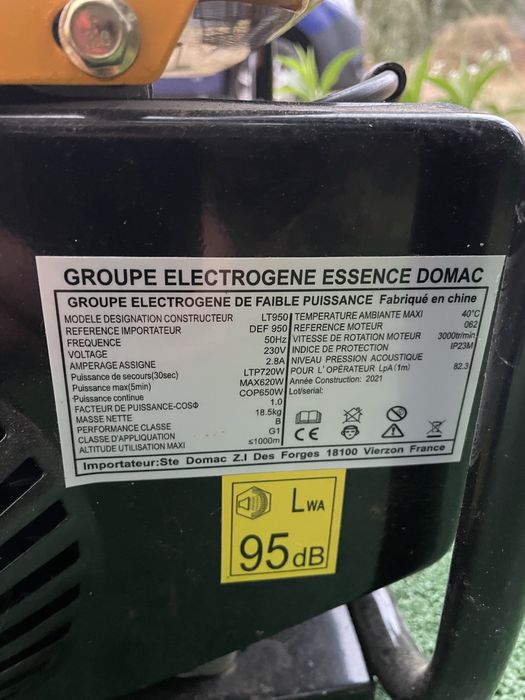 GROUPE ELECTROGENE ESSENCE DOMAC
GROUPE ELECTROGENE DE FAIBLE PUISSANCE Fabriqué en chine
MODELE DESIGNATION CONSTRUCTEUR LT950
REFERENCE IMPORTATEUR DEF 950
FREQUENCE 50Hz
VOLTAGE 230V
AMPERAGE ASSIGNE 2.8A
Puissance de secours(30sec) LTP720W
Puissance max(5min) MAX620W
Puissance continue COP650W
FACTEUR DE PUISSANCE-COSΦ 1.0
MASSE NETTE 18.5kg
PERFORMANCE CLASSE B
CLASSE D'APPLIQUATION G1
ALTITUDE UTILISATION MAXI ≤1000m
TEMPERATURE AMBIANTE MAXI 40°C
REFERENCE MOTEUR 062
VITESSE DE ROTATION MOTEUR 3000tr/min
INDICE DE PROTECTION IP23M
NIVEAU PRESSION ACOUSTIQUE
POUR L'OPÉRATEUR LpA(1m) 82.3
Année Construction: 2021
Lot/serial:
CE
Importateur:Ste Domac Z.I Des Forges 18100 Vierzon France
LWA
95dB